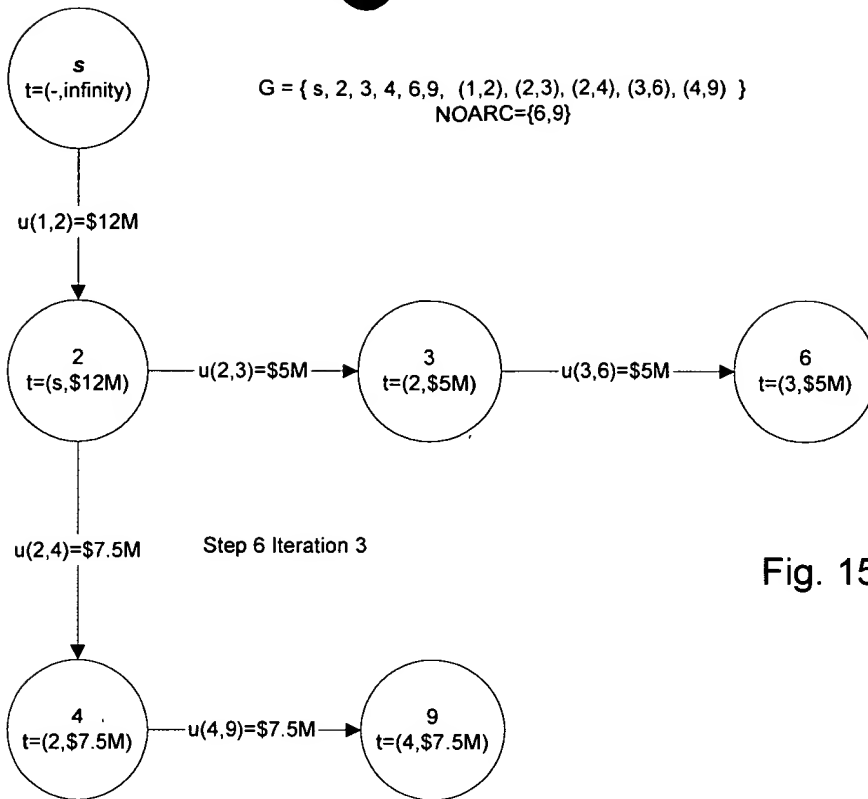 s
t=(-,infinity)
G = { s, 2, 3, 4, 6,9, (1,2), (2,3), (2,4), (3,6), (4,9) }
NOARC={6,9}
u(1,2)=$12M
2
t=(s,$12M)
u(2,3)=$5M
3
t=(2,$5M)
u(3,6)=$5M
6
t=(3,$5M)
u(2,4)=$7.5M
Step 6 Iteration 3
Fig. 15
4
t=(2,$7.5M)
u(4,9)=$7.5M
9
t=(4,$7.5M)